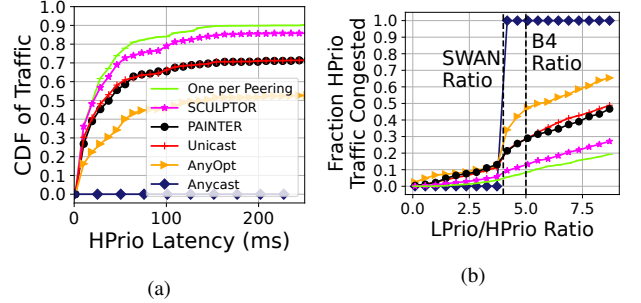 CDF of Traffic
1.0
0.9
0.8
0.7
0.6
0.5
0.4
0.3
0.2
0.1
0
0
100
200
HPrio Latency (ms)
One per Peering
SCULPTOR
PAINTER
Unicast
AnyOpt
Anycast
(a)
Fraction HPrio
Traffic Congested
1.0
0.9
0.8
0.7
0.6
0.5
0.4
0.3
0.2
0.1
0.0
SWAN
Ratio
B4
Ratio
0.0
2.5
5.0
7.5
LPrio/HPrio Ratio
(b)